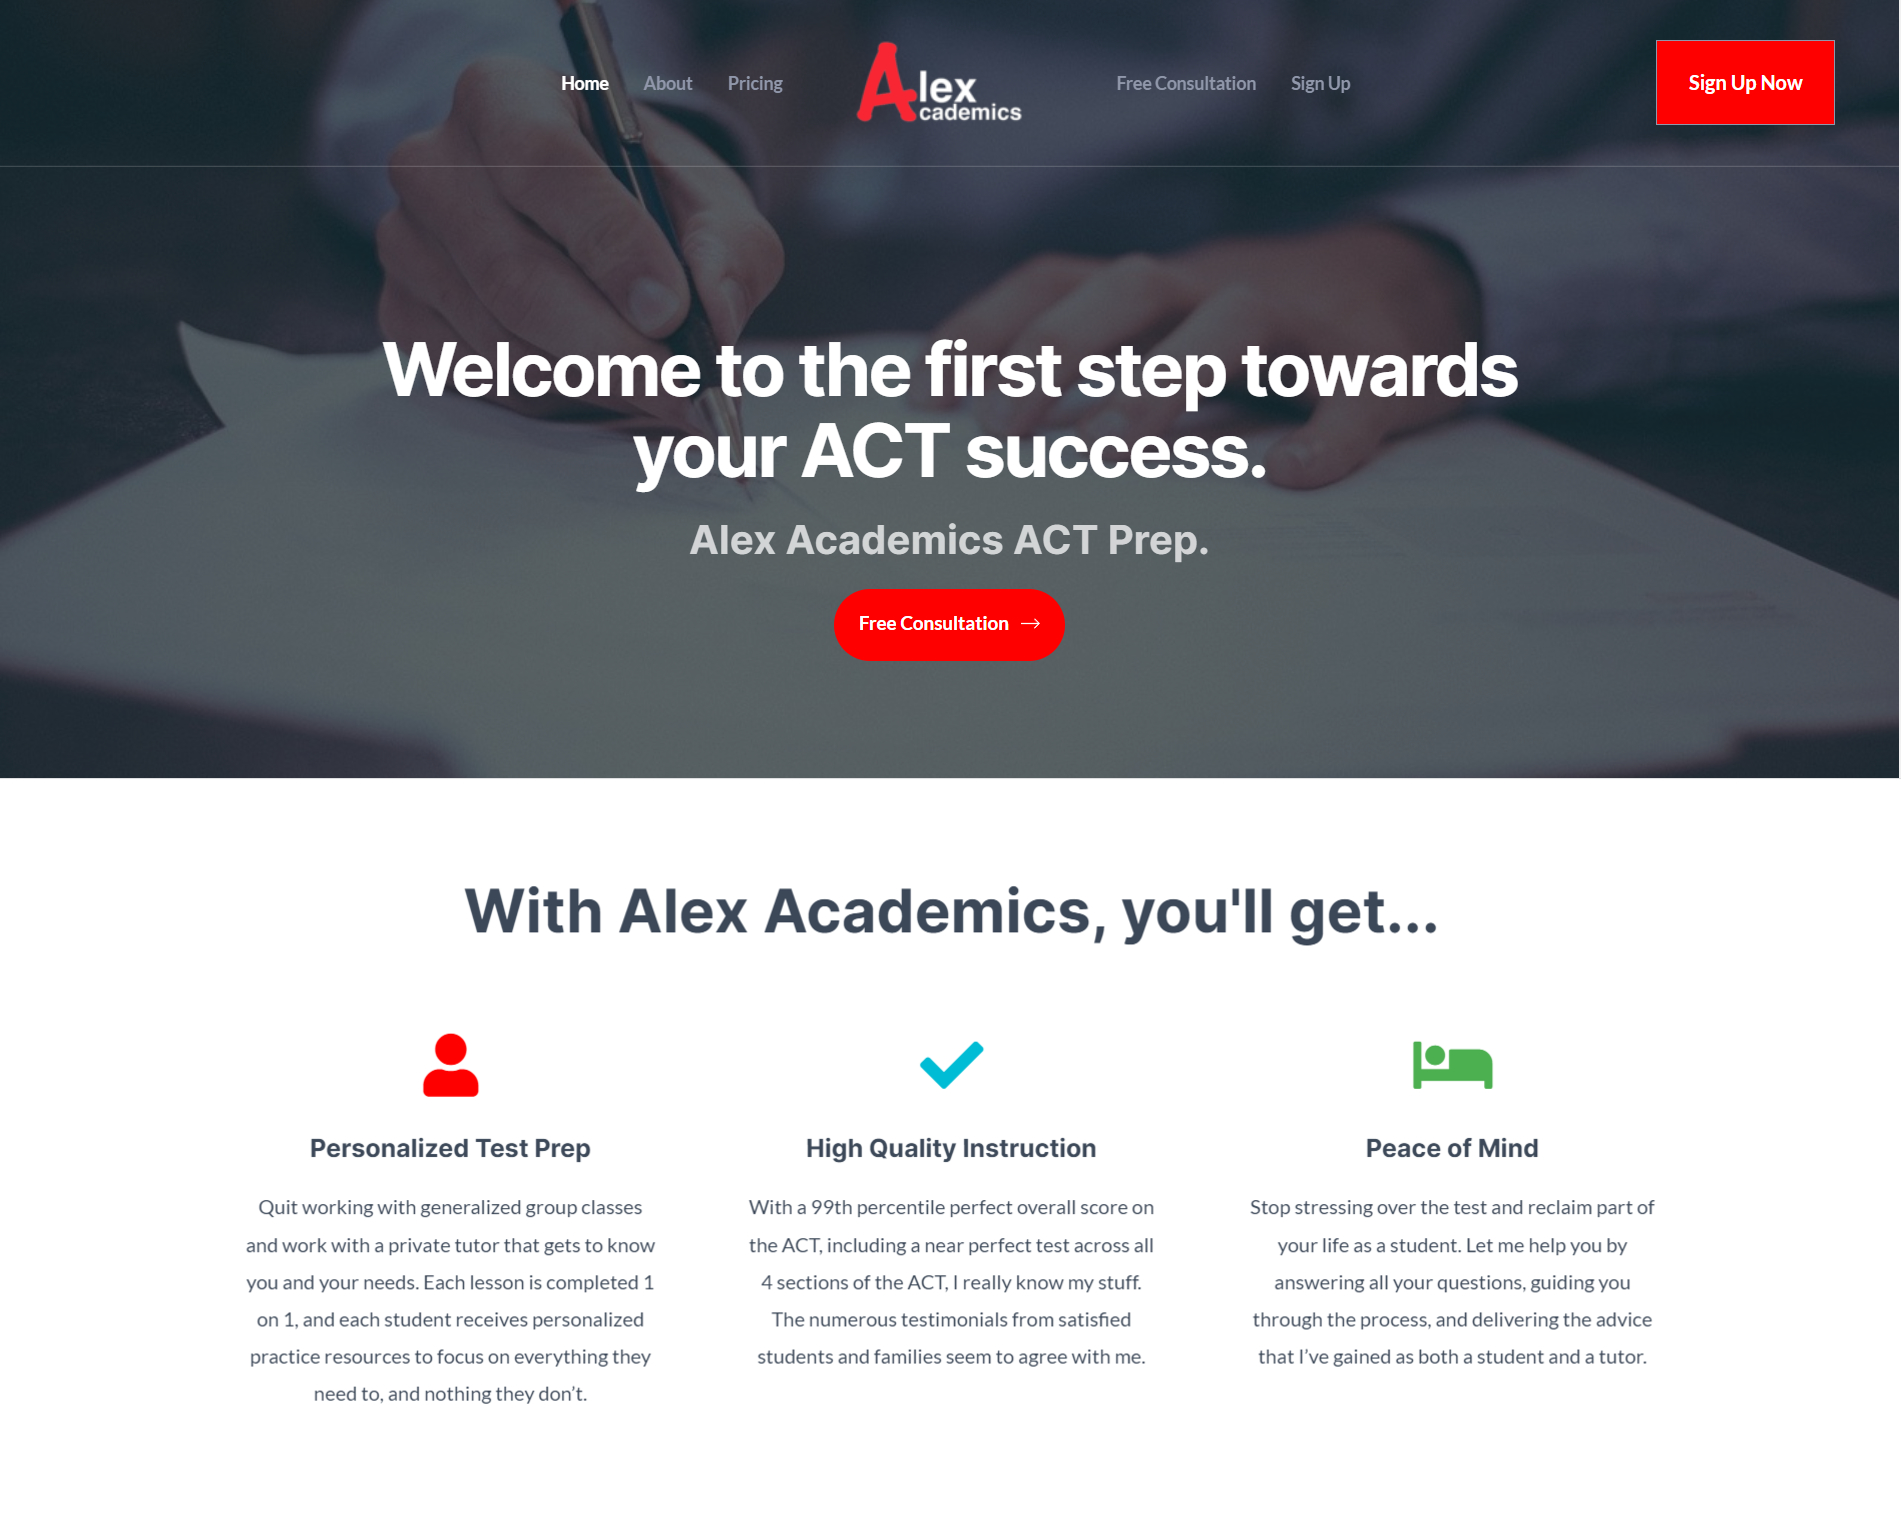 Home About Pricing
Alex
cademics
Free Consultation Sign Up
Sign Up Now
Welcome to the first step towards
your ACT success.
Alex Academics ACT Prep.
Free Consultation →
With Alex Academics, you'll get...
Personalized Test Prep
Quit working with generalized group classes
and work with a private tutor that gets to know
you and your needs. Each lesson is completed 1
on 1, and each student receives personalized
practice resources to focus on everything they
need to, and nothing they don’t.
High Quality Instruction
With a 99th percentile perfect overall score on
the ACT, including a near perfect test across all
4 sections of the ACT, I really know my stuff.
The numerous testimonials from satisfied
students and families seem to agree with me.
Peace of Mind
Stop stressing over the test and reclaim part of
your life as a student. Let me help you by
answering all your questions, guiding you
through the process, and delivering the advice
that I’ve gained as both a student and a tutor.